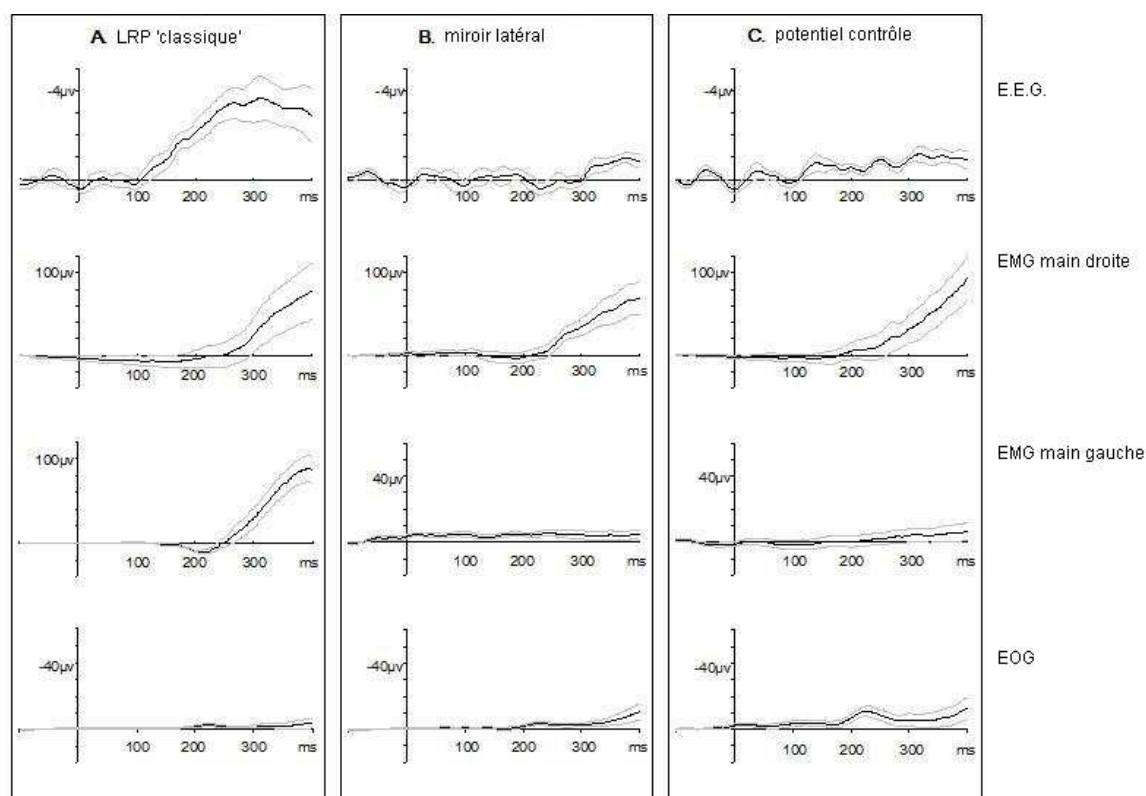 A. LRP 'classique'
B. miroir latéral
C. potentiel contrôle
-4µv
100 200 300 ms
-4µv
100 200 300 ms
-4µv
100 200 300 ms
E.E.G.
100µv
100 200 300 ms
100µv
100 200 300 ms
100µv
100 200 300 ms
EMG main droite
100µv
100 200 300 ms
40µv
100 200 300 ms
40µv
100 200 300 ms
EMG main gauche
-40µv
100 200 300 ms
-40µv
100 200 300 ms
-40µv
100 200 300 ms
EOG